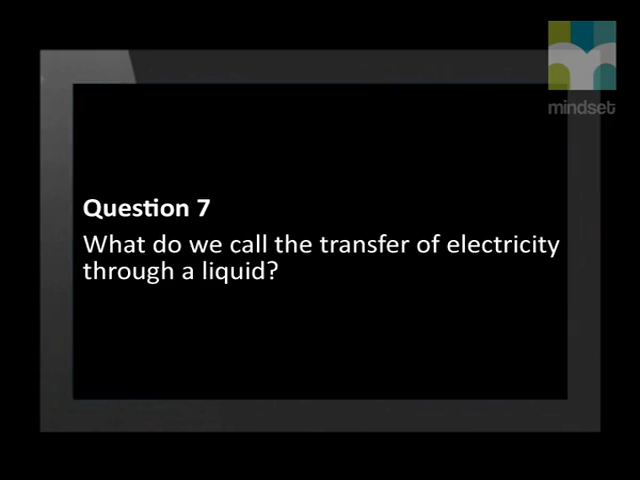 mindset
Question 7
What do we call the transfer of electricity
through a liquid?